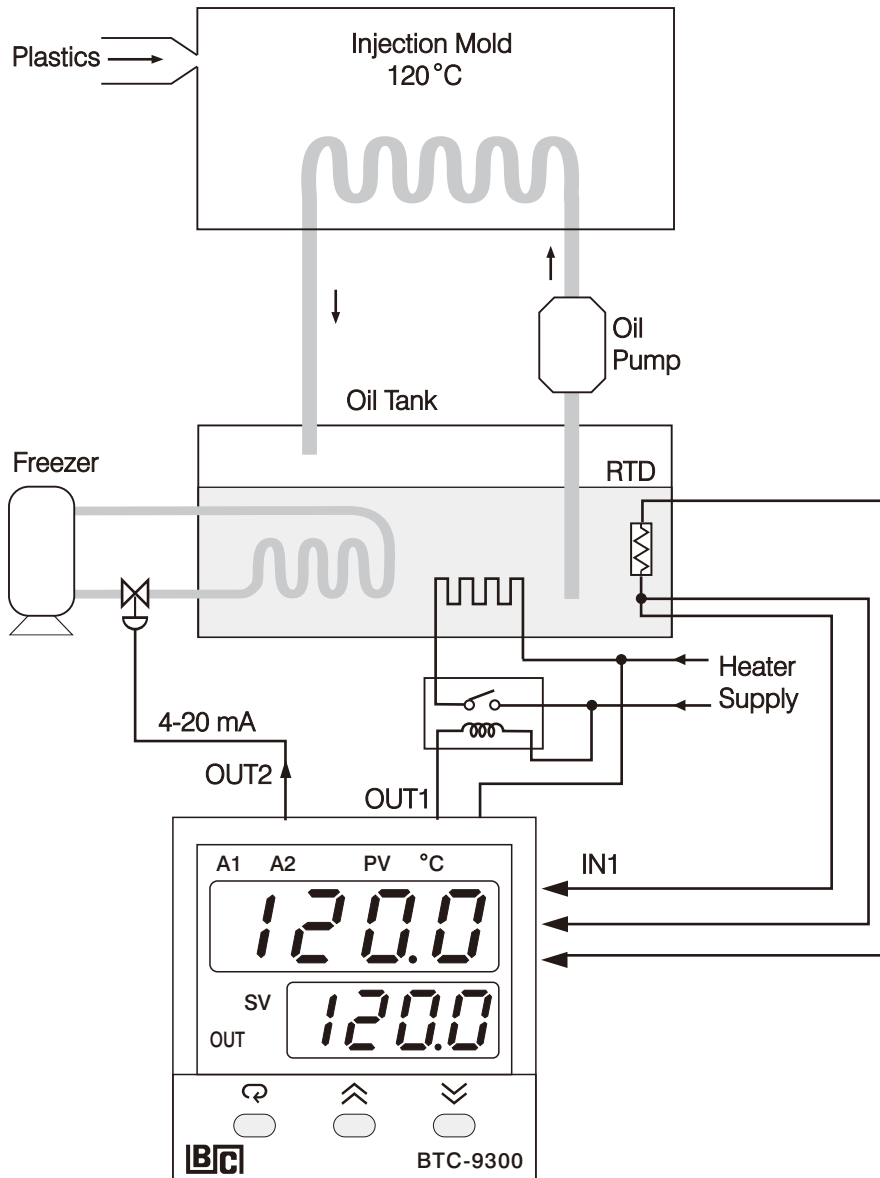 Injection Mold
120°C
Plastics
Oil
Pump
Oil Tank
Freezer
RTD
Heater
Supply
4-20 mA
OUT2
OUT1
IN1
A1 A2 PV °C
120.0
SV
120.0
OUT
BTC
BTC-9300